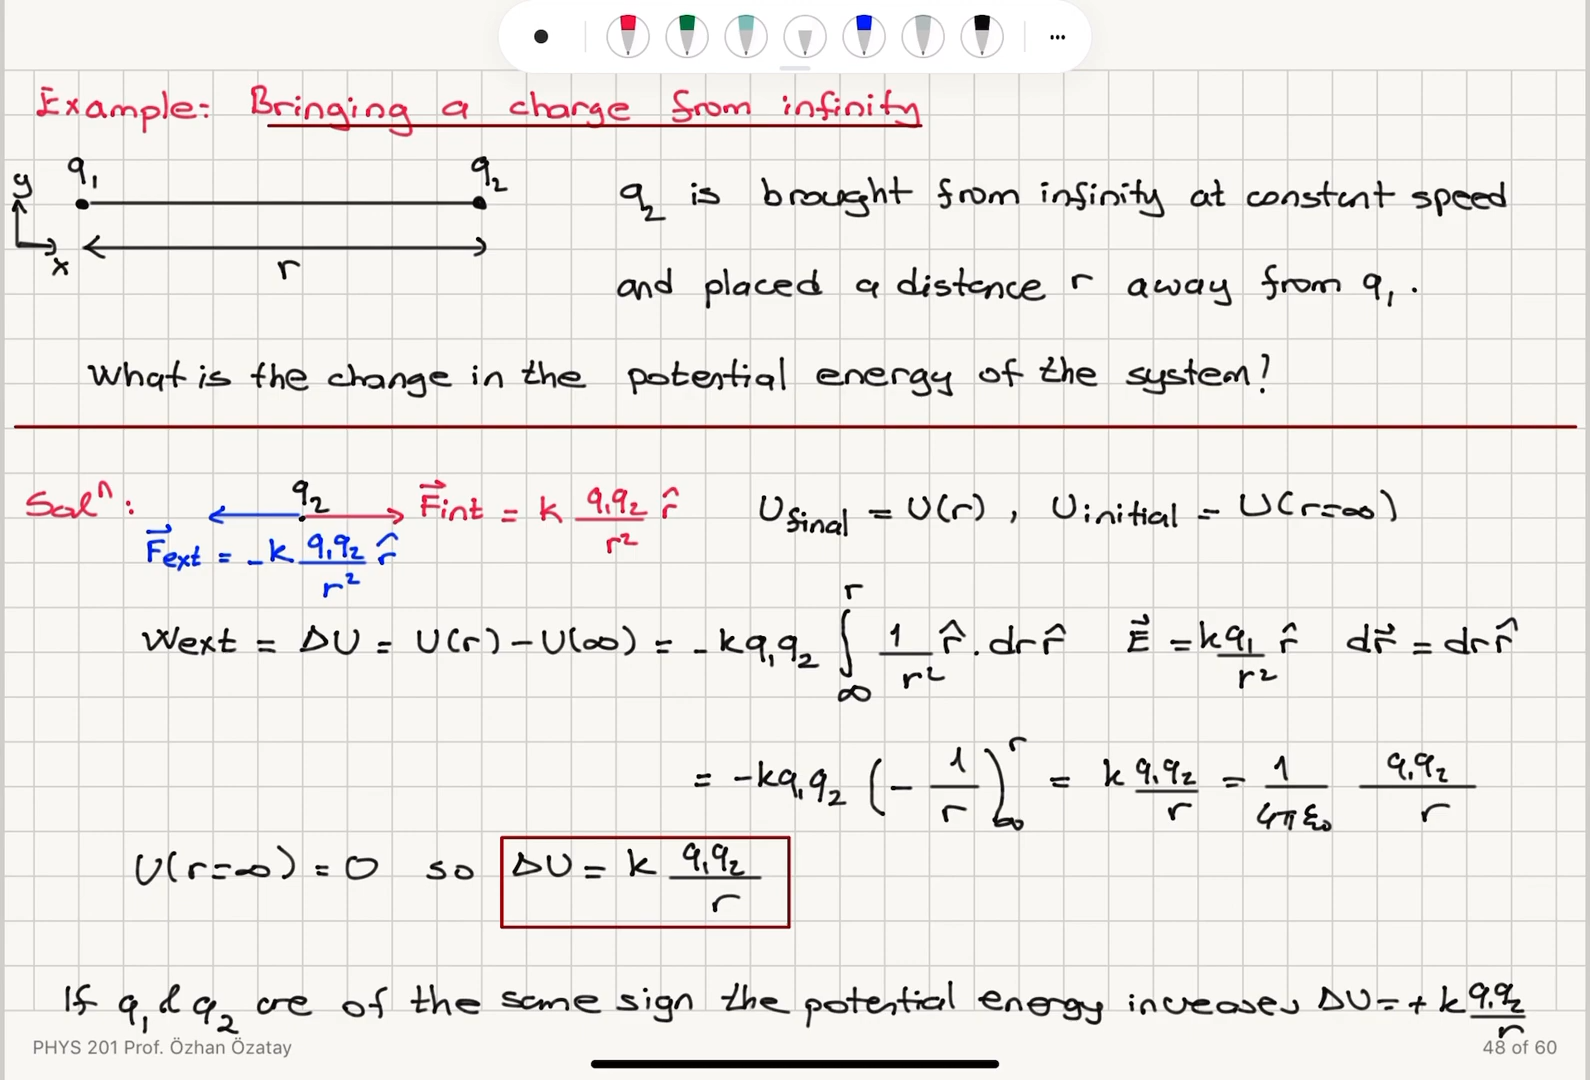 Example: Bringing a charge from infinity
q₁ q₂
y
x
r
q₂ is brought from infinity at constant speed
and placed a distance r away from q₁.
What is the change in the potential energy of the system?
Solⁿ: q₂ F⃗int = k q₁q₂/r² r̂ U final = U(r), U initial = U(r=∞)
F⃗ext = -k q₁q₂/r² r̂
Wext = ΔU = U(r) - U(∞) = -kq₁q₂ ∫_∞^r 1/r² r̂ . dr r̂ E⃗ = kq₁/r² r̂ dr⃗ = dr r̂
= -kq₁q₂ (-1/r)_∞^r = k q₁q₂/r = 1/4πε₀ q₁q₂/r
U(r=∞) = 0 so ΔU = k q₁q₂/r
If q₁ & q₂ are of the same sign the potential energy increases ΔU = + k q₁q₂/r
PHYS 201 Prof. Özhan Özatay
48 of 60